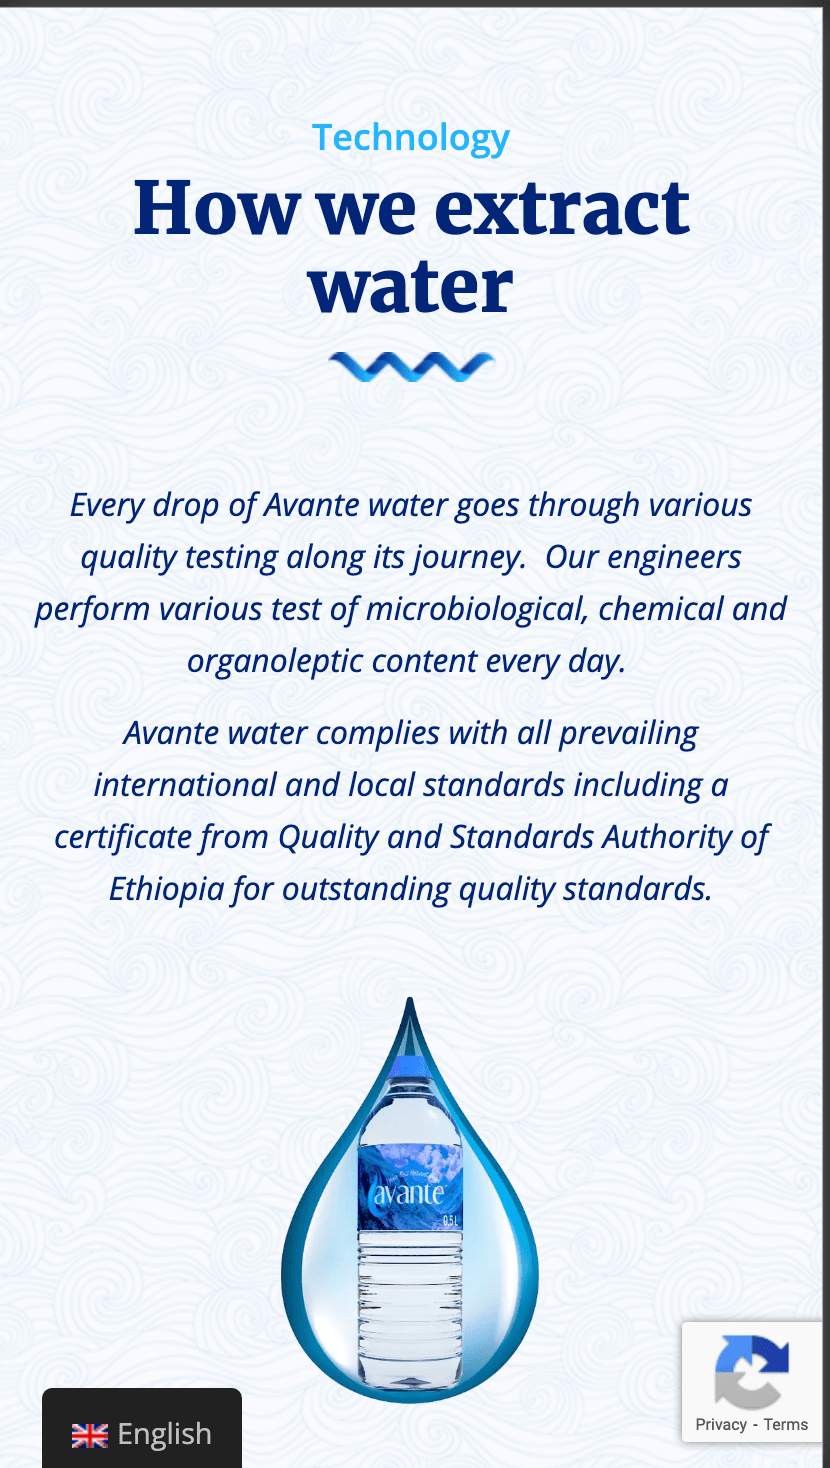 Technology
How we extract
water
Every drop of Avante water goes through various
quality testing along its journey.  Our engineers
perform various test of microbiological, chemical and
organoleptic content every day.
Avante water complies with all prevailing
international and local standards including a
certificate from Quality and Standards Authority of
Ethiopia for outstanding quality standards.
avante
0.5 L
English
Privacy - Terms